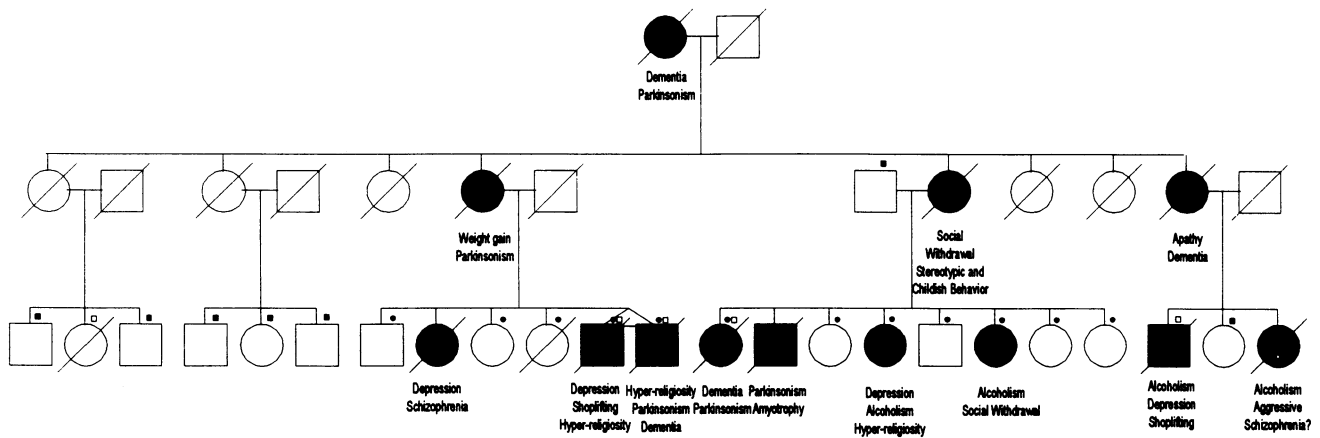 Dementia
Parkinsonism
Weight gain
Parkinsonism
Social
Withdrawal
Stereotypic and
Childish Behavior
Apathy
Dementia
Depression
Schizophrenia
Depression
Shoplifting
Hyper-religiosity
Hyper-religiosity
Parkinsonism
Dementia
Dementia
Parkinsonism
Parkinsonism
Amyotrophy
Depression
Alcoholism
Hyper-religiosity
Alcoholism
Social Withdrawal
Alcoholism
Depression
Shoplifting
Alcoholism
Aggressive
Schizophrenia?